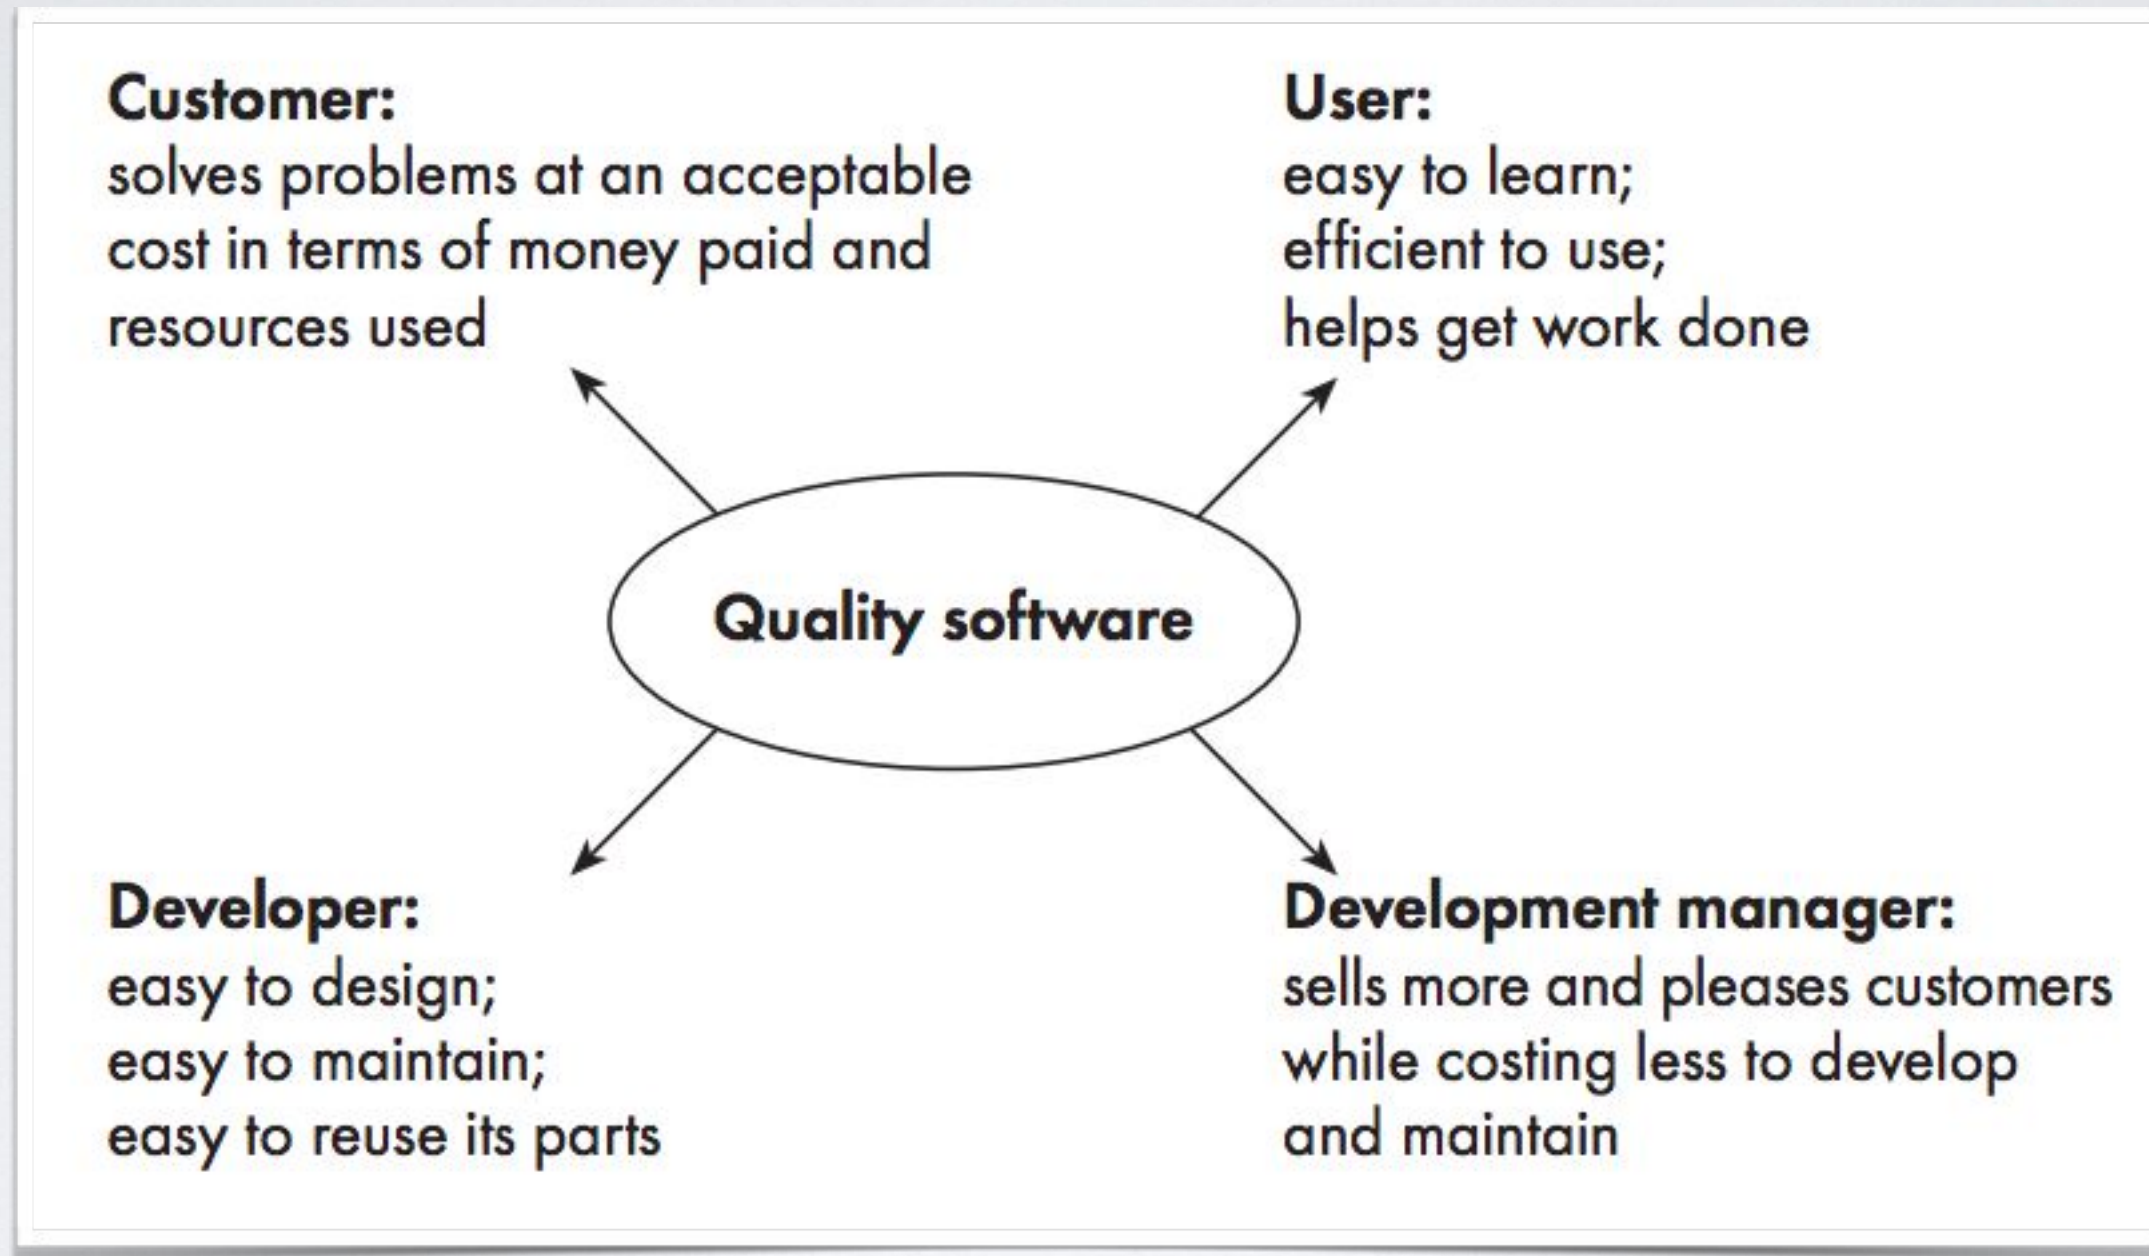 Customer:
solves problems at an acceptable
cost in terms of money paid and
resources used
User:
easy to learn;
efficient to use;
helps get work done
Quality software
Developer:
easy to design;
easy to maintain;
easy to reuse its parts
Development manager:
sells more and pleases customers
while costing less to develop
and maintain